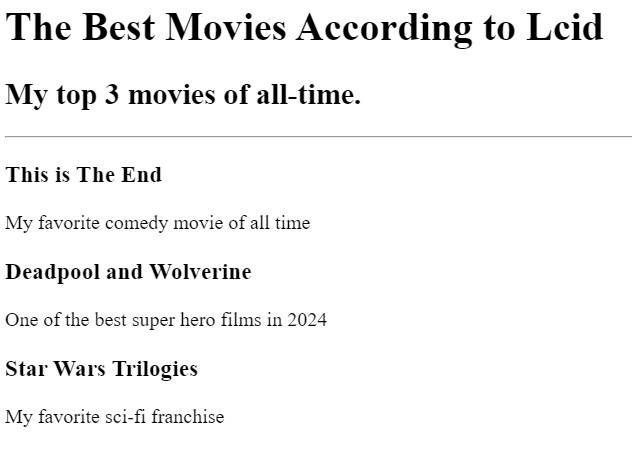 The Best Movies According to Lcid
My top 3 movies of all-time.
This is The End
My favorite comedy movie of all time
Deadpool and Wolverine
One of the best super hero films in 2024
Star Wars Trilogies
My favorite sci-fi franchise